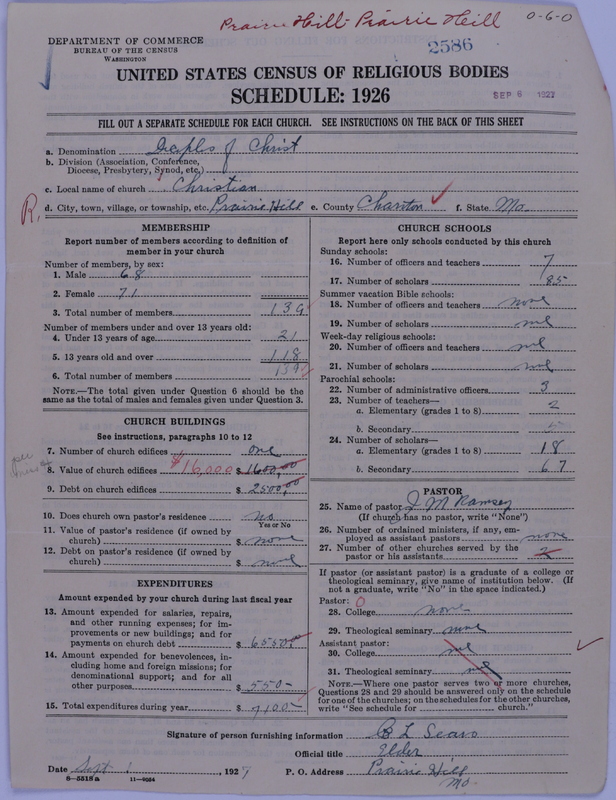 Prairie Hill - Prairie Hill
0-6-0
2586
DEPARTMENT OF COMMERCE
BUREAU OF THE CENSUS
WASHINGTON
UNITED STATES CENSUS OF RELIGIOUS BODIES
SCHEDULE: 1926
SEP 6 1927
FILL OUT A SEPARATE SCHEDULE FOR EACH CHURCH. SEE INSTRUCTIONS ON THE BACK OF THIS SHEET
a. Denomination Deciples of Christ
b. Division (Association, Conference,
Diocese, Presbytery, Synod, etc.)
c. Local name of church Christian
R. d. City, town, village, or township, etc. Prairie Hill e. County Chariton f. State Mo.
MEMBERSHIP
Report number of members according to definition of
member in your church
Number of members, by sex:
1. Male 68
2. Female 71
3. Total number of members 139
Number of members under and over 13 years old:
4. Under 13 years of age 21
5. 13 years old and over 118
6. Total number of members 139
NOTE.—The total given under Question 6 should be
same as the total of males and females given under Question 3.
CHURCH BUILDINGS
See instructions, paragraphs 10 to 12
7. Number of church edifices one
8. Value of church edifices $16,000 $1600,00
9. Debt on church edifices $ 2500,00
10. Does church own pastor's residence no
Yes or No
11. Value of pastor's residence (if owned by
church) $ none
12. Debt on pastor's residence (if owned by
church) $ none
EXPENDITURES
Amount expended by your church during last fiscal year
13. Amount expended for salaries, repairs,
and other running expenses; for im-
provements or new buildings; and for
payments on church debt $ 6550,00
14. Amount expended for benevolences, in-
cluding home and foreign missions; for
denominational support; and for all
other purposes $ 550-
15. Total expenditures during year $ 7100-
CHURCH SCHOOLS
Report here only schools conducted by this church
Sunday schools:
16. Number of officers and teachers 7
17. Number of scholars 85
Summer vacation Bible schools:
18. Number of officers and teachers none
19. Number of scholars nil
Week-day religious schools:
20. Number of officers and teachers nil
21. Number of scholars nil
Parochial schools:
22. Number of administrative officers 3
23. Number of teachers—
a. Elementary (grades 1 to 8) 2
b. Secondary 5
24. Number of scholars—
a. Elementary (grades 1 to 8) 18
b. Secondary 67
PASTOR
25. Name of pastor J M Ramsey
(If church has no pastor, write "None")
26. Number of ordained ministers, if any, em-
ployed as assistant pastors none
27. Number of other churches served by the
pastor or his assistants 2
If pastor (or assistant pastor) is a graduate of a college or
theological seminary, give name of institution below. (If
not a graduate, write "No" in the space indicated.)
Pastor: 0
28. College none
29. Theological seminary none
Assistant pastor:
30. College nil
31. Theological seminary nil
NOTE.—Where one pastor serves two or more churches,
Questions 28 and 29 should be answered only on the schedule
for one of the churches; on the schedules for the other churches,
write "See schedule for church."
Signature of person furnishing information B L Sears
Official title Elder
Date Sept 1, 1927 P. O. Address Prairie Hill
Mo.
8—5518a 11—9064